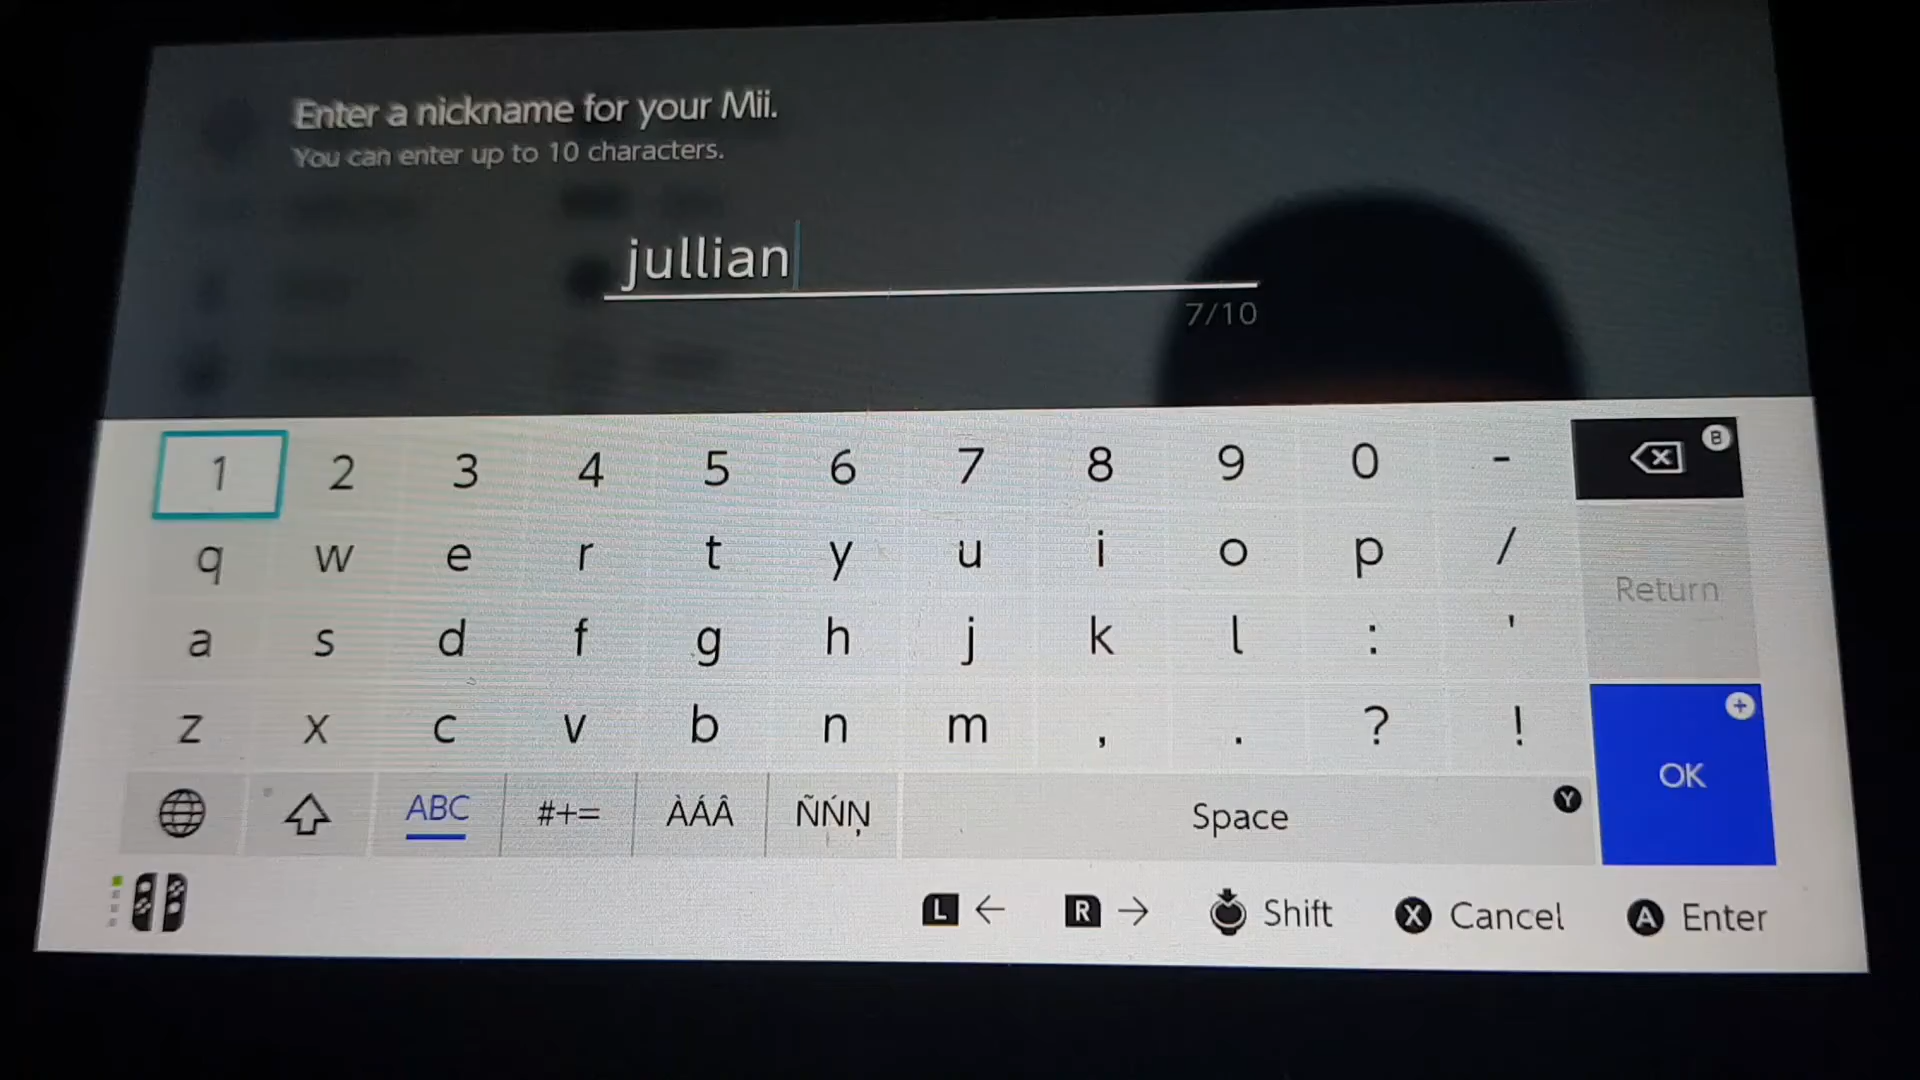 Enter a nickname for your Mii.
You can enter up to 10 characters.
jullian
7/10
1 2 3 4 5 6 7 8 9 0 - B
q w e r t y u i o p /
Return
a s d f g h j k l : '
z x c v b n m , . ? ! +
OK
ABC #+= ÀÁÂ ÑŃŅ Space Y
L ← R → Shift X Cancel A Enter